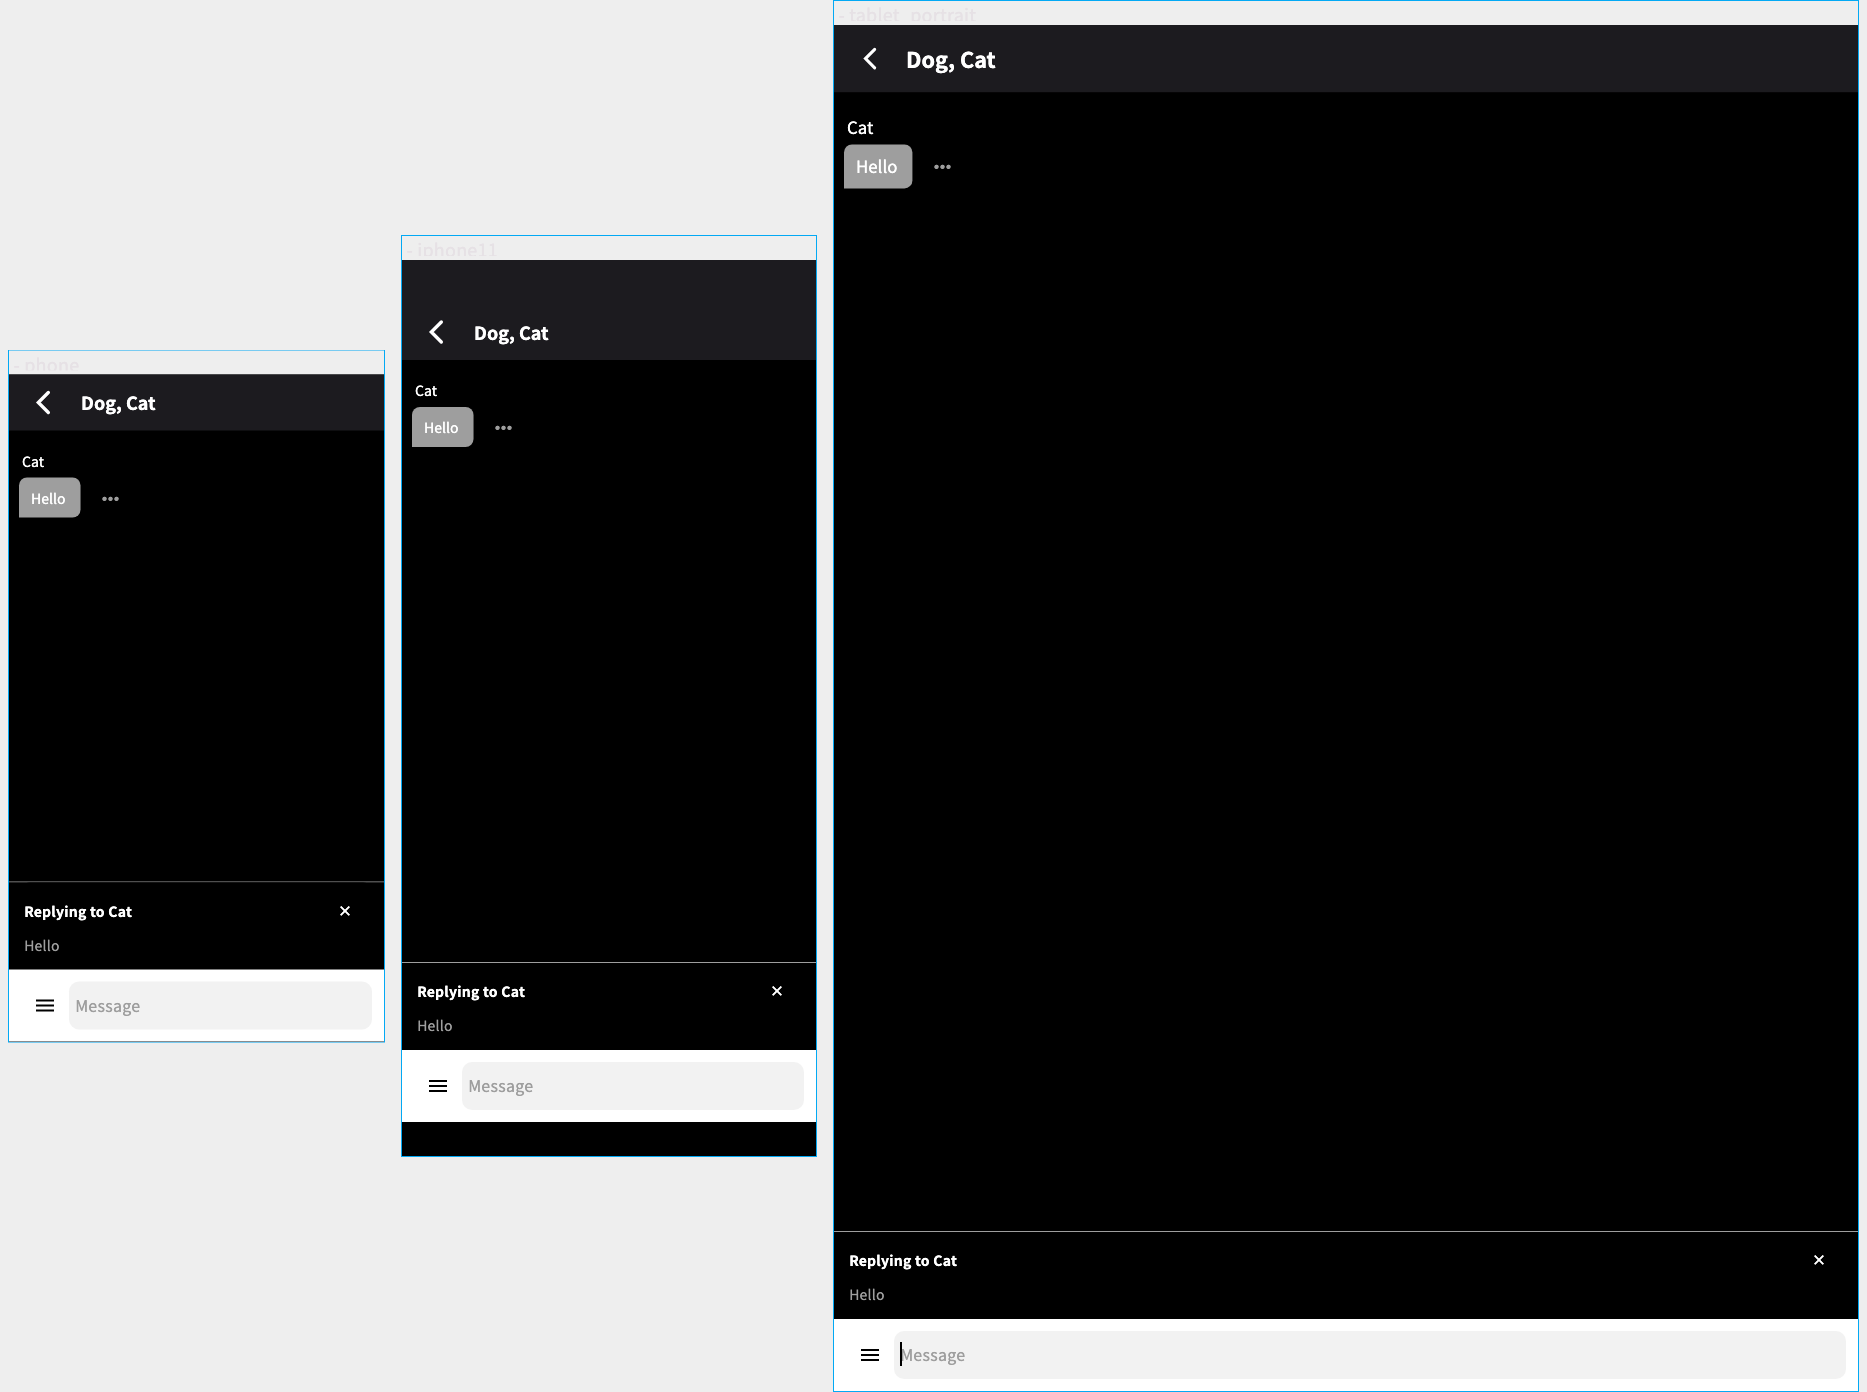 - phone
Dog, Cat
Cat
Hello
Replying to Cat
Hello
Message
- iphone11
Dog, Cat
Cat
Hello
Replying to Cat
Hello
Message
- tablet_portrait
Dog, Cat
Cat
Hello
Replying to Cat
Hello
Message